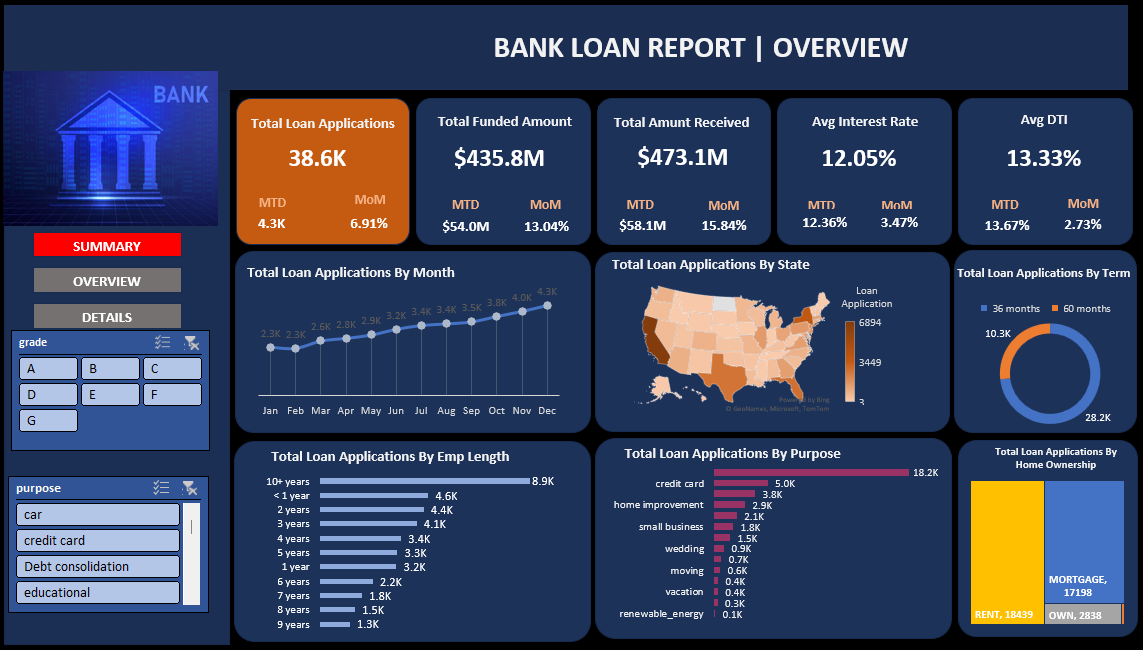 BANK LOAN REPORT | OVERVIEW
BANK
SUMMARY
OVERVIEW
DETAILS
grade
A B C
D E F
G
purpose
car
credit card
Debt consolidation
educational
Total Loan Applications
38.6K
MTD MoM
4.3K 6.91%
Total Funded Amount
$435.8M
MTD MoM
$54.0M 13.04%
Total Amunt Received
$473.1M
MTD MoM
$58.1M 15.84%
Avg Interest Rate
12.05%
MTD MoM
12.36% 3.47%
Avg DTI
13.33%
MTD MoM
13.67% 2.73%
Total Loan Applications By Month
2.3K 2.3K 2.6K 2.8K 2.9K 3.2K 3.4K 3.4K 3.5K 3.8K 4.0K 4.3K
Jan Feb Mar Apr May Jun Jul Aug Sep Oct Nov Dec
Total Loan Applications By State
Loan
Application
6894
3449
3
Powered by Bing
© GeoNames, Microsoft, TomTom
Total Loan Applications By Term
36 months 60 months
10.3K
28.2K
Total Loan Applications By Emp Length
10+ years 8.9K
< 1 year 4.6K
2 years 4.4K
3 years 4.1K
4 years 3.4K
5 years 3.3K
1 year 3.2K
6 years 2.2K
7 years 1.8K
8 years 1.5K
9 years 1.3K
Total Loan Applications By Purpose
18.2K
credit card 5.0K
3.8K
home improvement 2.9K
2.1K
small business 1.8K
1.5K
wedding 0.9K
0.7K
moving 0.6K
0.4K
vacation 0.4K
0.3K
renewable_energy 0.1K
Total Loan Applications By
Home Ownership
MORTGAGE,
17198
RENT, 18439
OWN, 2838